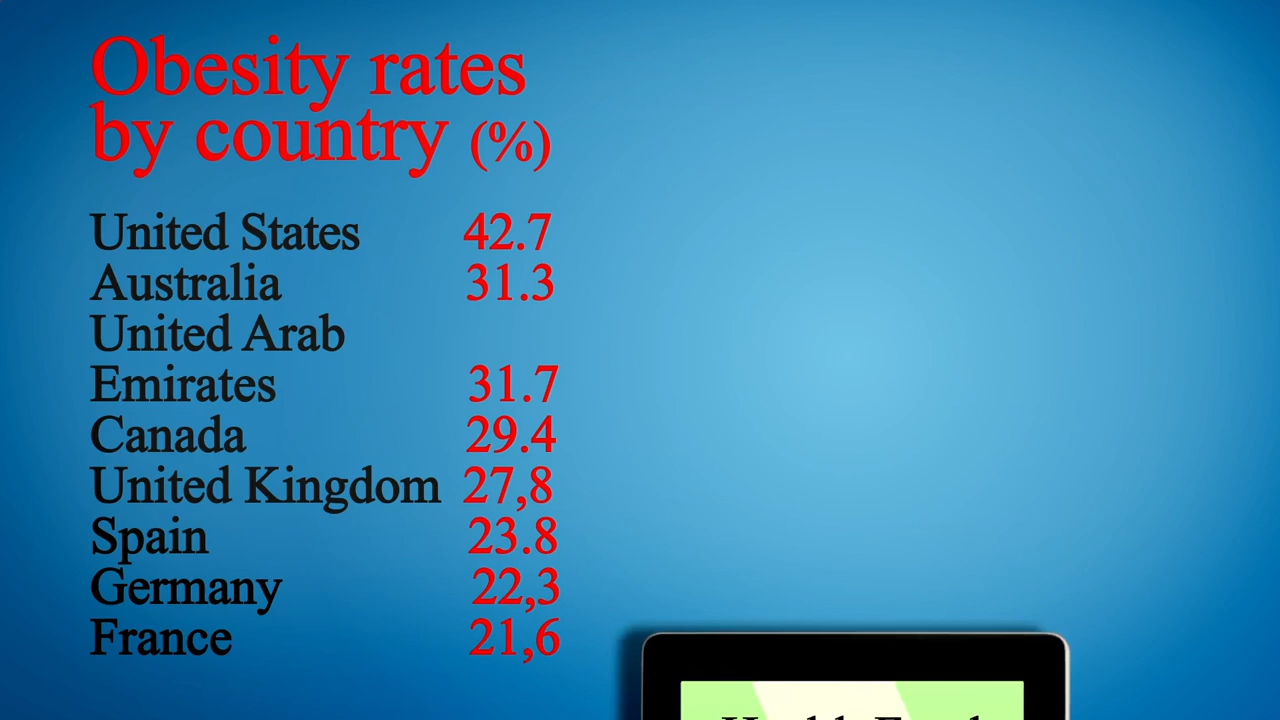 Obesity rates
by country (%)
United States 42.7
Australia 31.3
United Arab
Emirates 31.7
Canada 29.4
United Kingdom 27,8
Spain 23.8
Germany 22,3
France 21,6